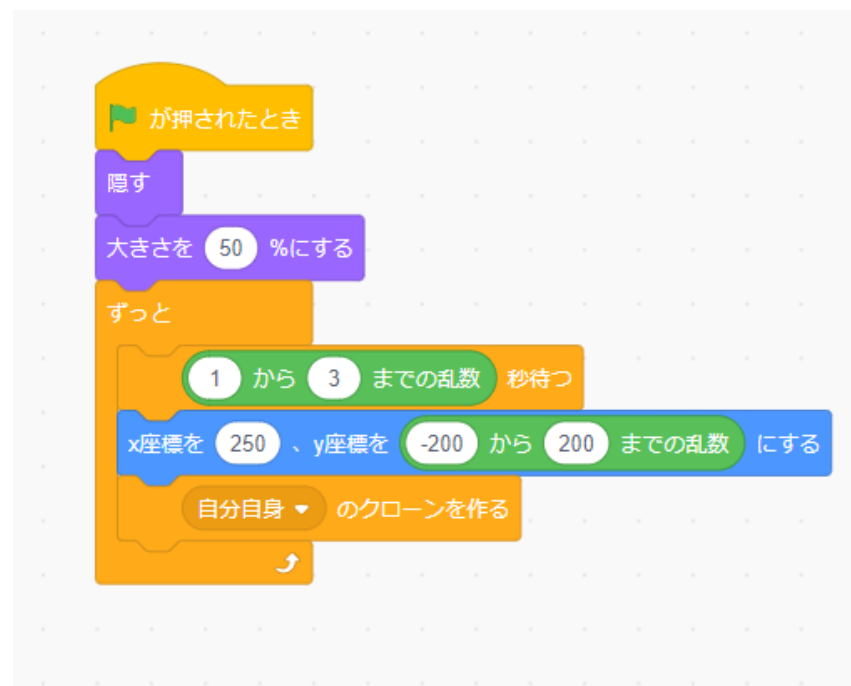 が押されたとき
隠す
大きさを 50 %にする
ずっと
1 から 3 までの乱数 秒待つ
x座標を 250 、y座標を -200 から 200 までの乱数 にする
自分自身 のクローンを作る